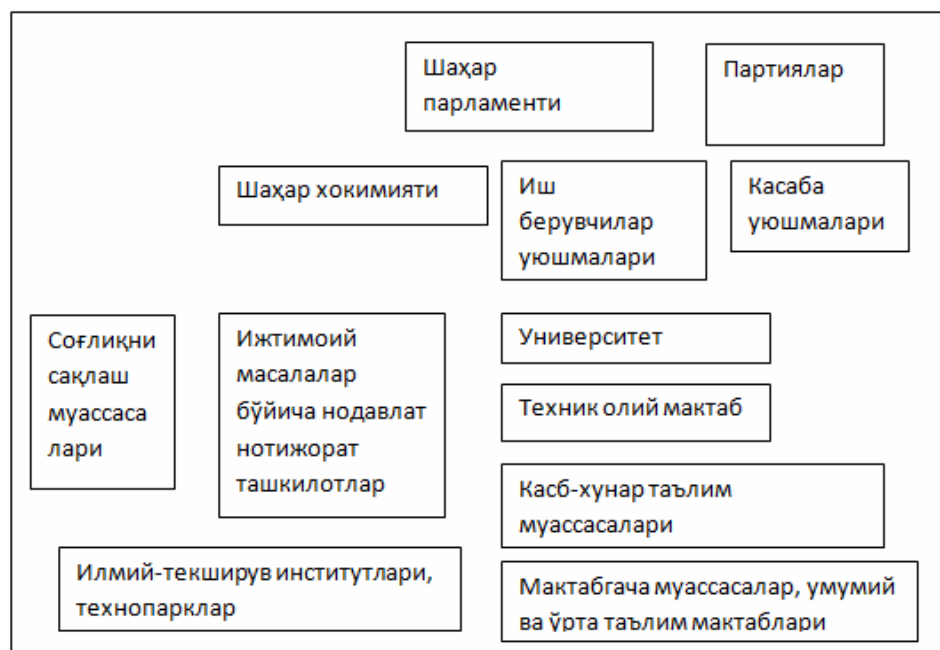 Шаҳар
парламенти
Партиялар
Шаҳар хокимияти
Иш
берувчилар
уюшмалари
Касаба
уюшмалари
Соғлиқни
сақлаш
муассаса
лари
Ижтимоий
масалалар
бўйича нодавлат
нотижорат
ташкилотлар
Университет
Техник олий мактаб
Касб-хунар таълим
муассасалари
Илмий-текширув институтлари,
технопарклар
Мактабгача муассасалар, умумий
ва ўрта таълим мактаблари